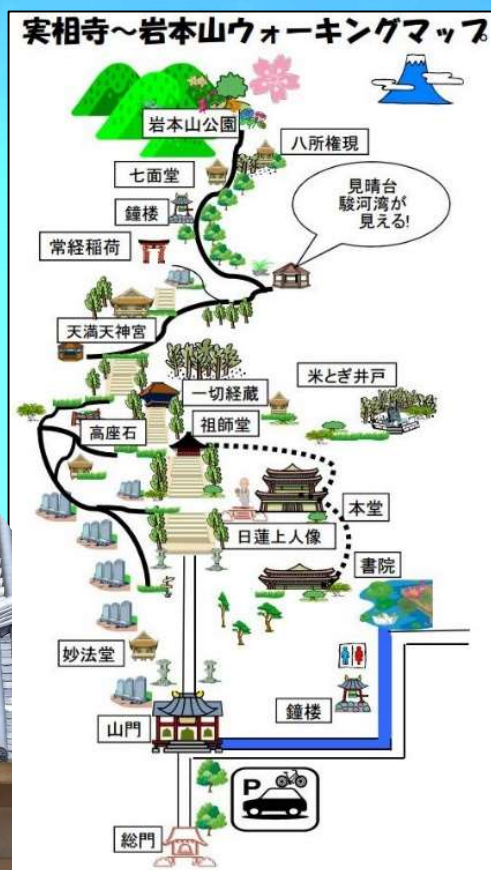 実相寺～岩本山ウォーキングマップ
岩本山公園
八所権現
七面堂
見晴台
駿河湾が
見える!
鐘楼
常経稲荷
天満天神宮
米とぎ井戸
一切経蔵
高座石
祖師堂
本堂
日蓮上人像
書院
妙法堂
鐘楼
山門
P
総門